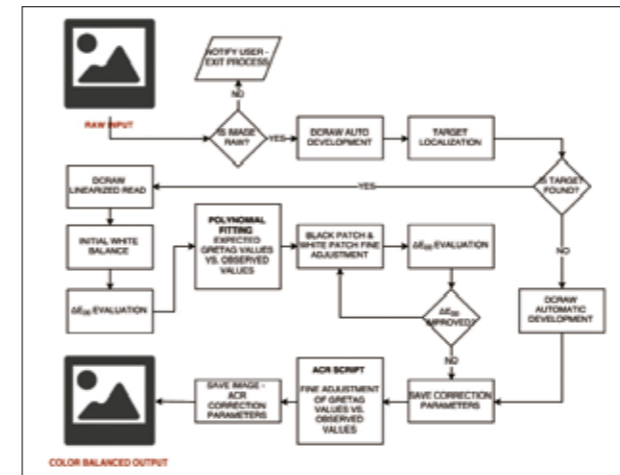 NOTIFY USER -
EXIT PROCESS
NO
RAW INPUT
IS IMAGE
RAW?
YES
DCRAW AUTO
DEVELOPMENT
TARGET
LOCALIZATION
IS TARGET
FOUND?
YES
DCRAW
LINEARIZED READ
INITIAL WHITE
BALANCE
ΔE₀₀ EVALUATION
POLYNOMIAL
FITTING
EXPECTED
GRETAG VALUES
VS. OBSERVED
VALUES
BLACK PATCH &
WHITE PATCH FINE
ADJUSTMENT
ΔE₀₀ EVALUATION
ΔE₀₀
IMPROVED?
NO
NO
DCRAW
AUTOMATIC
DEVELOPMENT
SAVE CORRECTION
PARAMETERS
ACR SCRIPT
FINE ADJUSTMENT
OF GRETAG
VALUES VS.
OBSERVED
VALUES
SAVE IMAGE -
ACR
CORRECTION
PARAMETERS
COLOR BALANCED OUTPUT